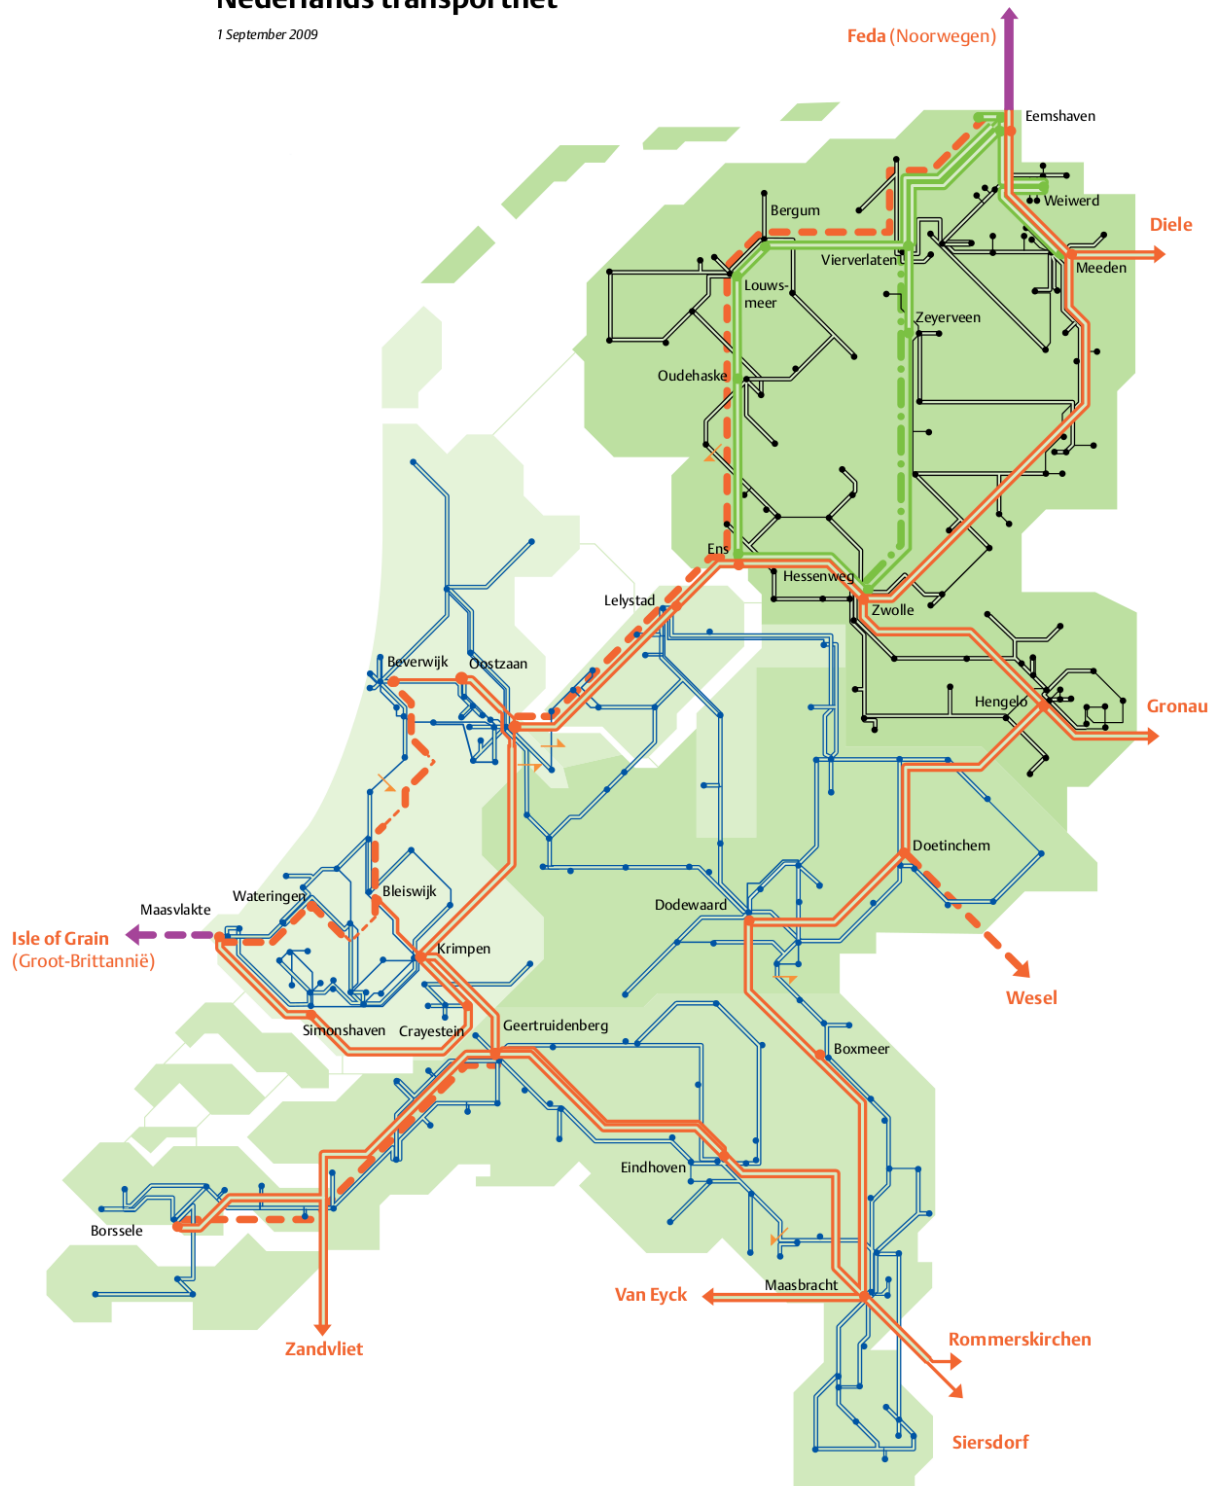 Nederlands transportnet
1 September 2009
Feda (Noorwegen)
Eemshaven
Weiwerd
Bergum
Diele
Vierverlaten
Meeden
Louws-
meer
Zeyerveen
Oudehaske
Ens
Hessenweg
Lelystad
Zwolle
Beverwijk
Oostzaan
Hengelo
Gronau
Doetinchem
Bleiswijk
Wateringen
Dodewaard
Maasvlakte
Isle of Grain
(Groot-Brittannië)
Krimpen
Wesel
Simonshaven
Crayestein
Geertruidenberg
Boxmeer
Eindhoven
Borssele
Maasbracht
Van Eyck
Rommerskirchen
Zandvliet
Siersdorf